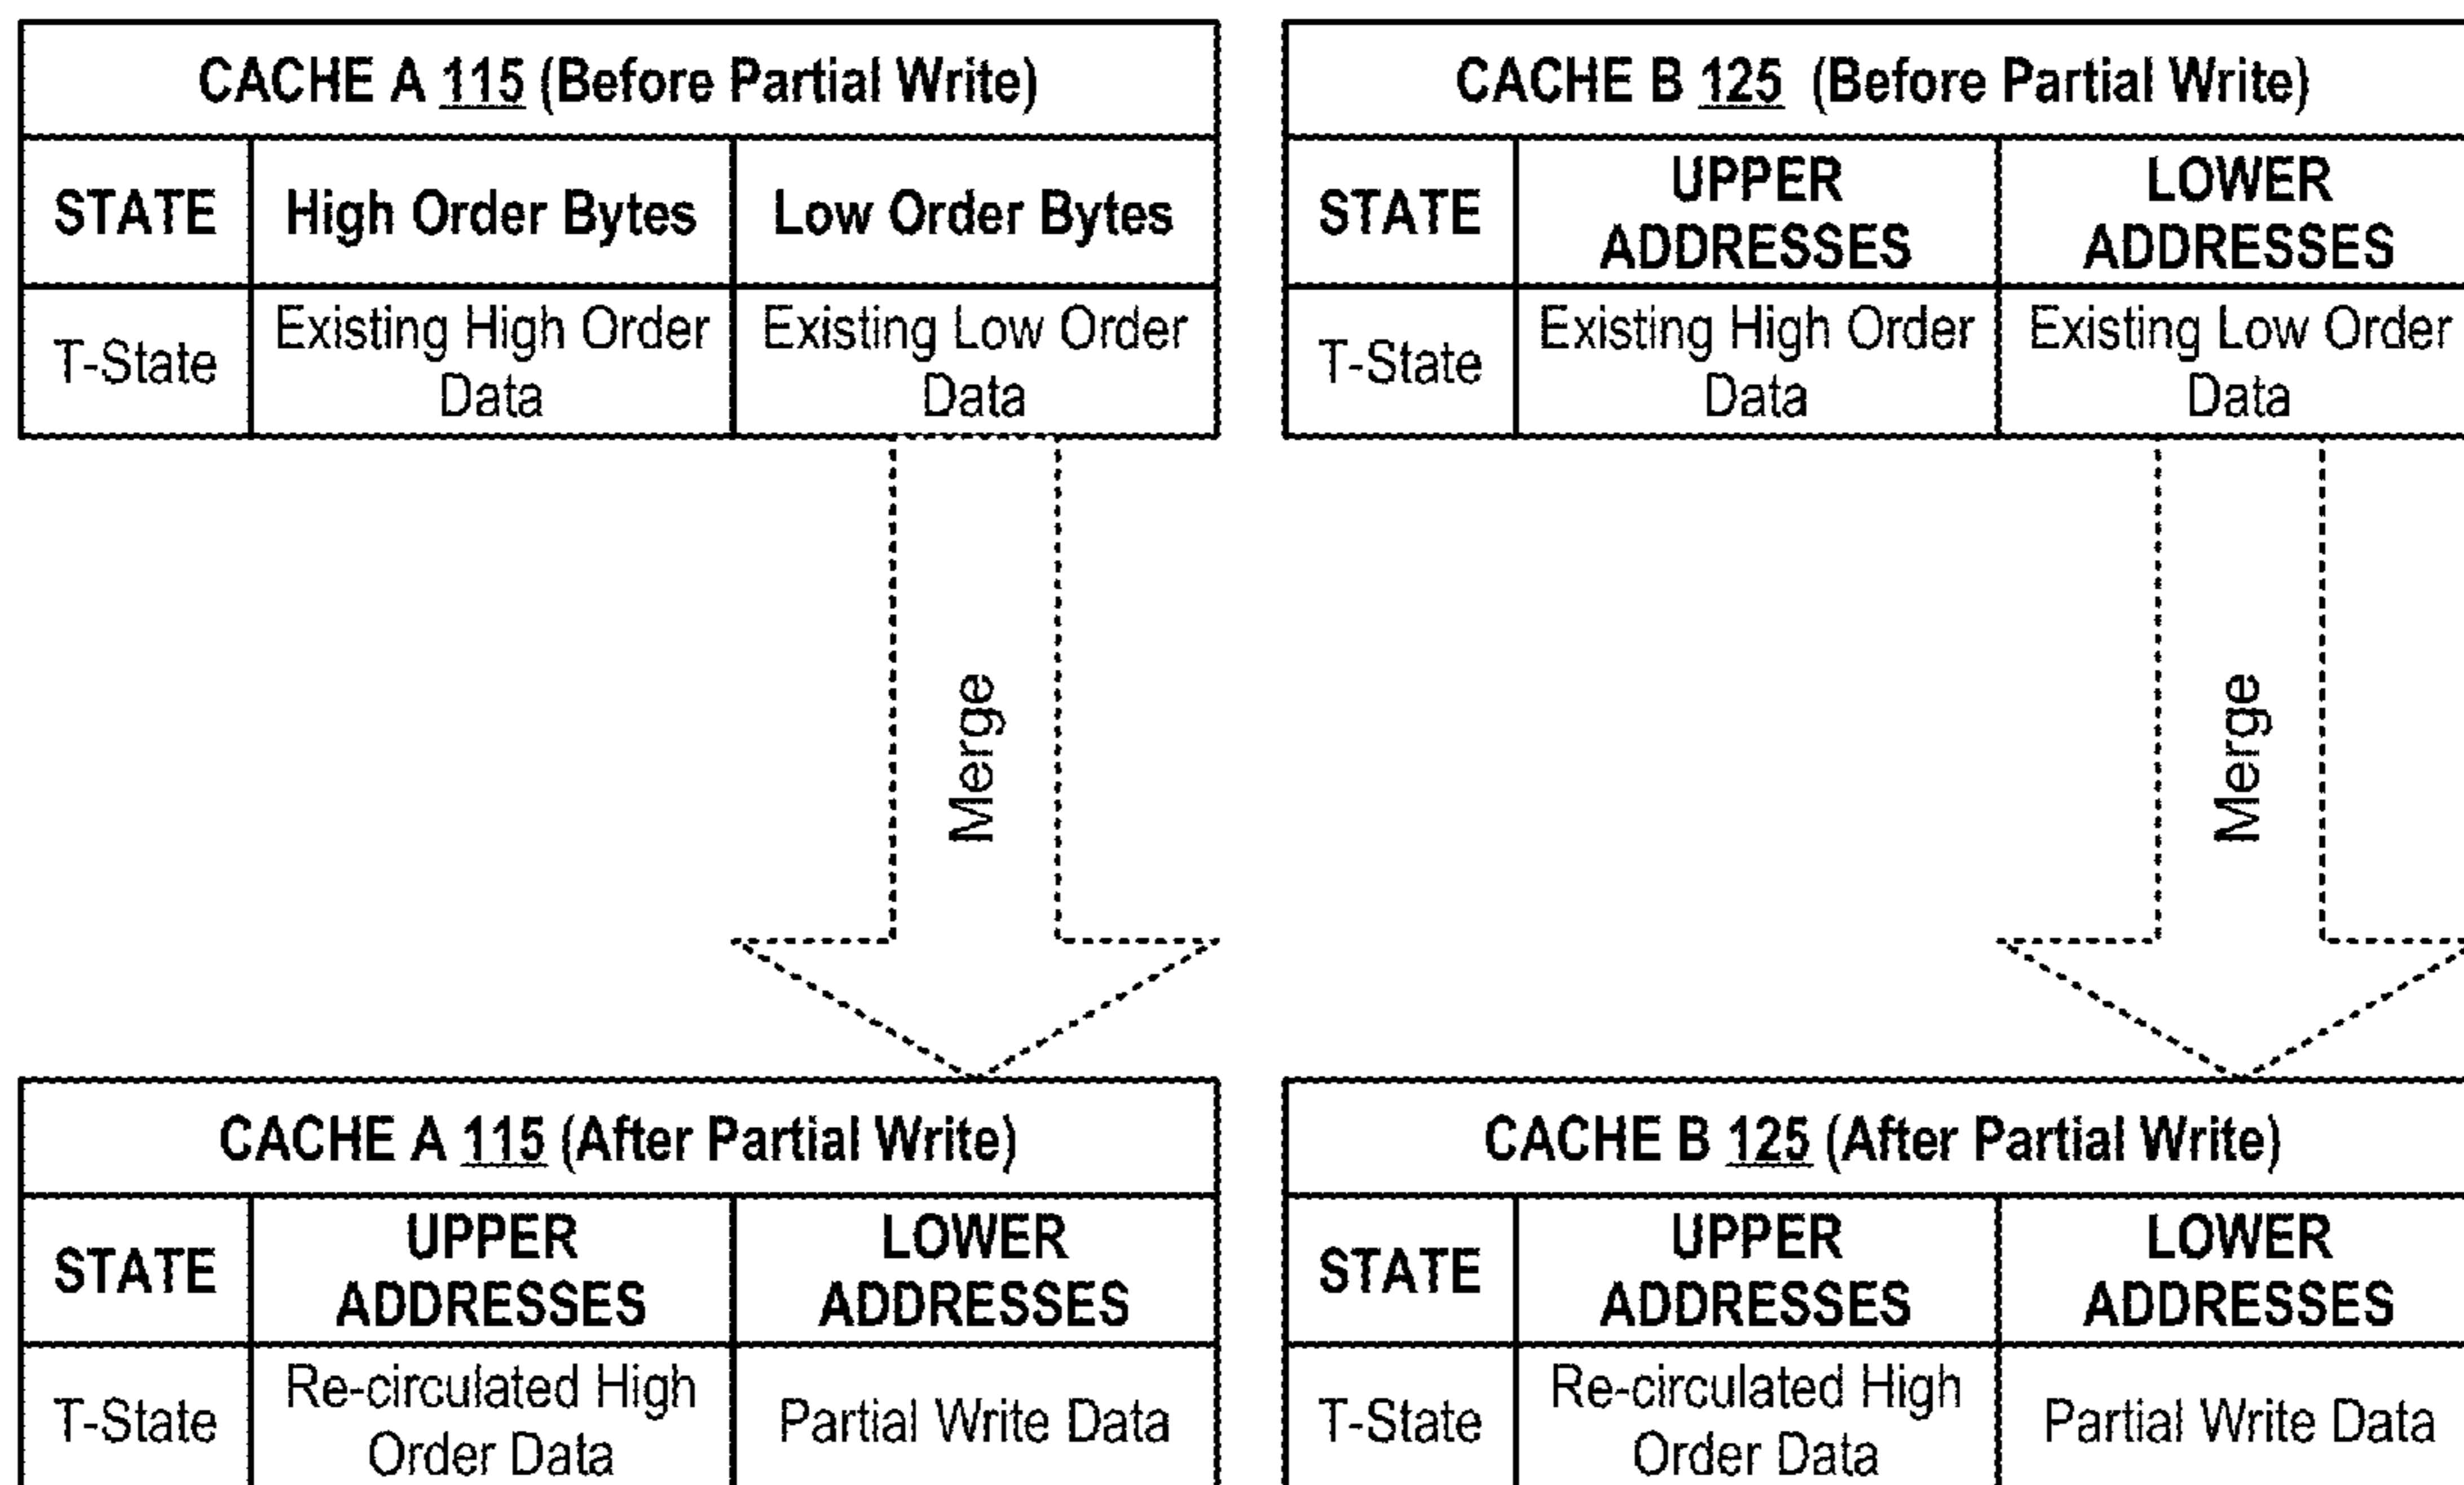 CACHE A 115 (Before Partial Write)
STATE
High Order Bytes
Low Order Bytes
T-State
Existing High Order
Data
Existing Low Order
Data
CACHE B 125 (Before Partial Write)
STATE
UPPER
ADDRESSES
LOWER
ADDRESSES
T-State
Existing High Order
Data
Existing Low Order
Data
Merge
Merge
CACHE A 115 (After Partial Write)
STATE
UPPER
ADDRESSES
LOWER
ADDRESSES
T-State
Re-circulated High
Order Data
Partial Write Data
CACHE B 125 (After Partial Write)
STATE
UPPER
ADDRESSES
LOWER
ADDRESSES
T-State
Re-circulated High
Order Data
Partial Write Data